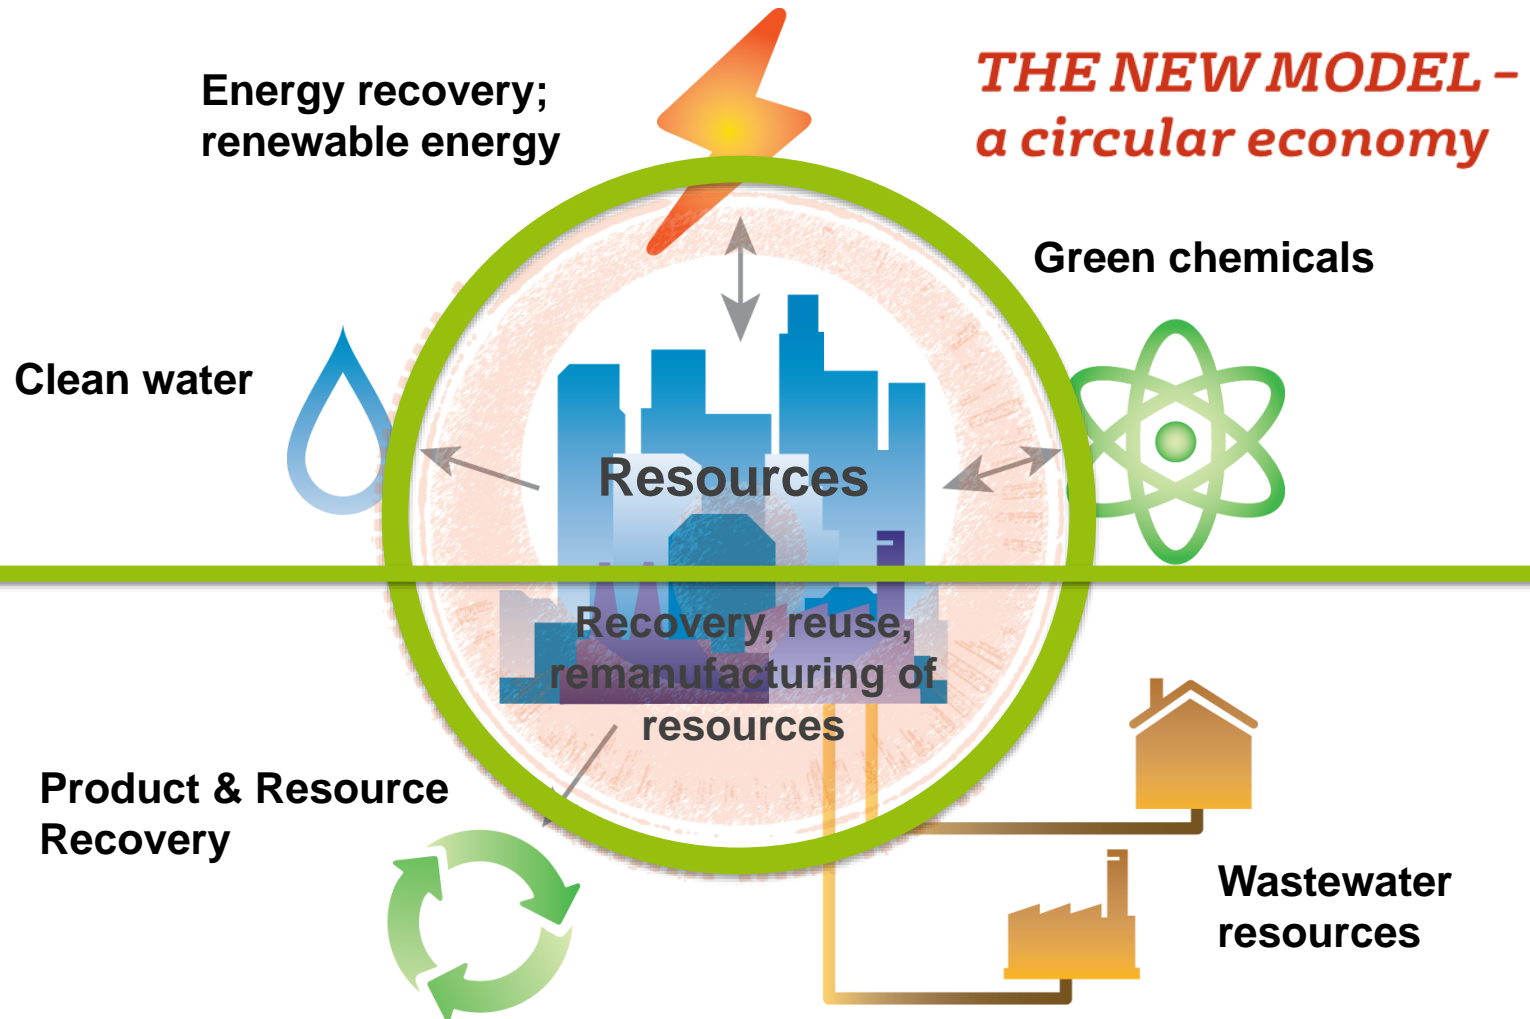 Energy recovery;
renewable energy
THE NEW MODEL –
a circular economy
Green chemicals
Clean water
Resources
Recovery, reuse,
remanufacturing of
resources
Product & Resource
Recovery
Wastewater
resources